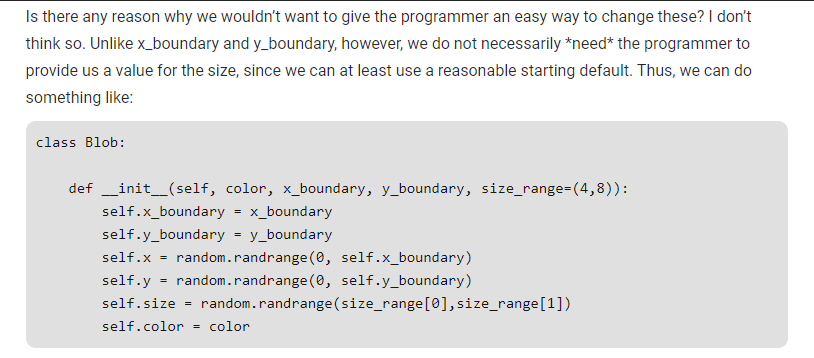 Is there any reason why we wouldn't want to give the programmer an easy way to change these? I don't
think so. Unlike x_boundary and y_boundary, however, we do not necessarily *need* the programmer to
provide us a value for the size, since we can at least use a reasonable starting default. Thus, we can do
something like:
class Blob:
    def __init__(self, color, x_boundary, y_boundary, size_range=(4,8)):
        self.x_boundary = x_boundary
        self.y_boundary = y_boundary
        self.x = random.randrange(0, self.x_boundary)
        self.y = random.randrange(0, self.y_boundary)
        self.size = random.randrange(size_range[0],size_range[1])
        self.color = color